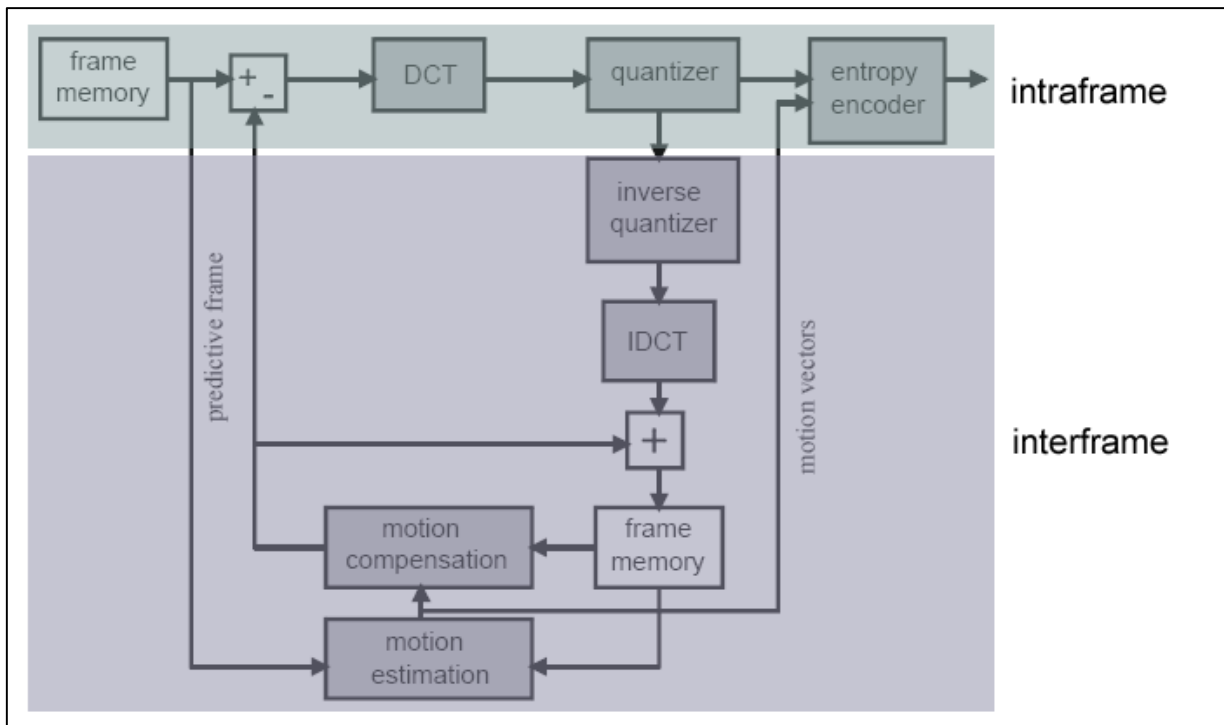 frame
memory
+
-
DCT
quantizer
entropy
encoder
intraframe
inverse
quantizer
predictive frame
IDCT
motion vectors
+
interframe
motion
compensation
frame
memory
motion
estimation